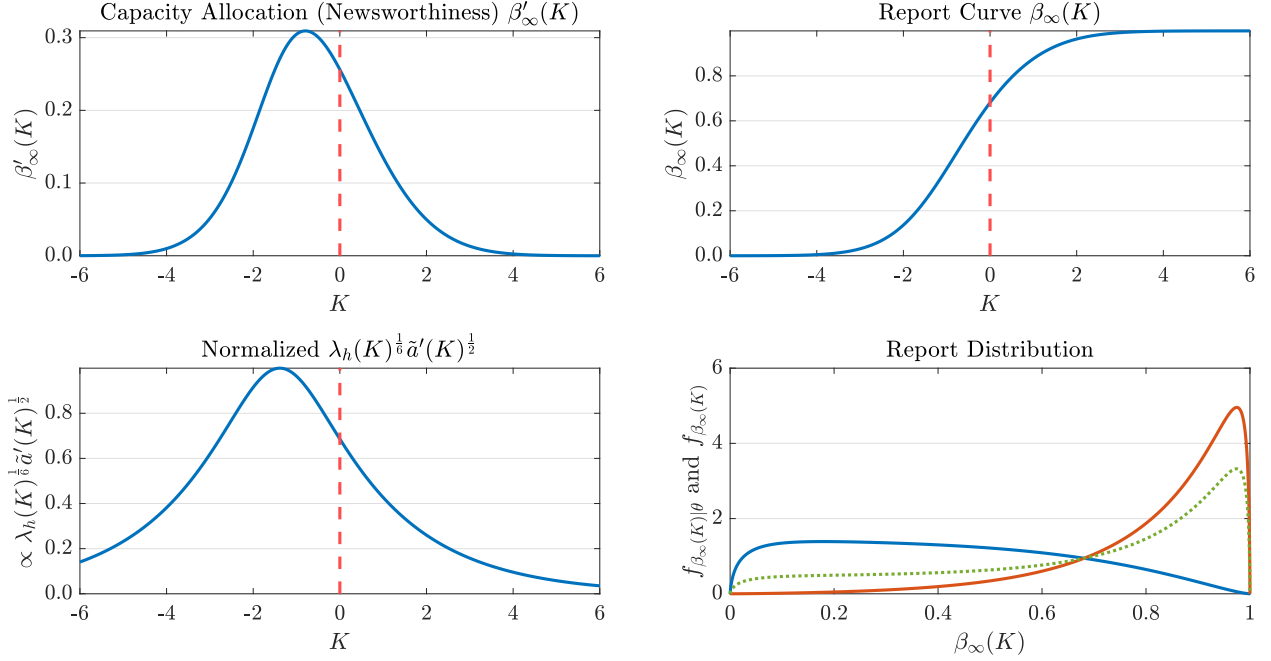 Capacity Allocation (Newsworthiness) β′∞(K)
β′∞(K)
0.3
0.2
0.1
0.0
-6 -4 -2 0 2 4 6
K
Report Curve β∞(K)
β∞(K)
0.8
0.6
0.4
0.2
0.0
-6 -4 -2 0 2 4 6
K
Normalized λh(K)^{1/6} ã′(K)^{1/2}
∝ λh(K)^{1/6} ã′(K)^{1/2}
0.8
0.6
0.4
0.2
0.0
-6 -4 -2 0 2 4 6
K
Report Distribution
f_{β∞(K)|θ} and f_{β∞(K)}
6
4
2
0
0 0.2 0.4 0.6 0.8 1
β∞(K)